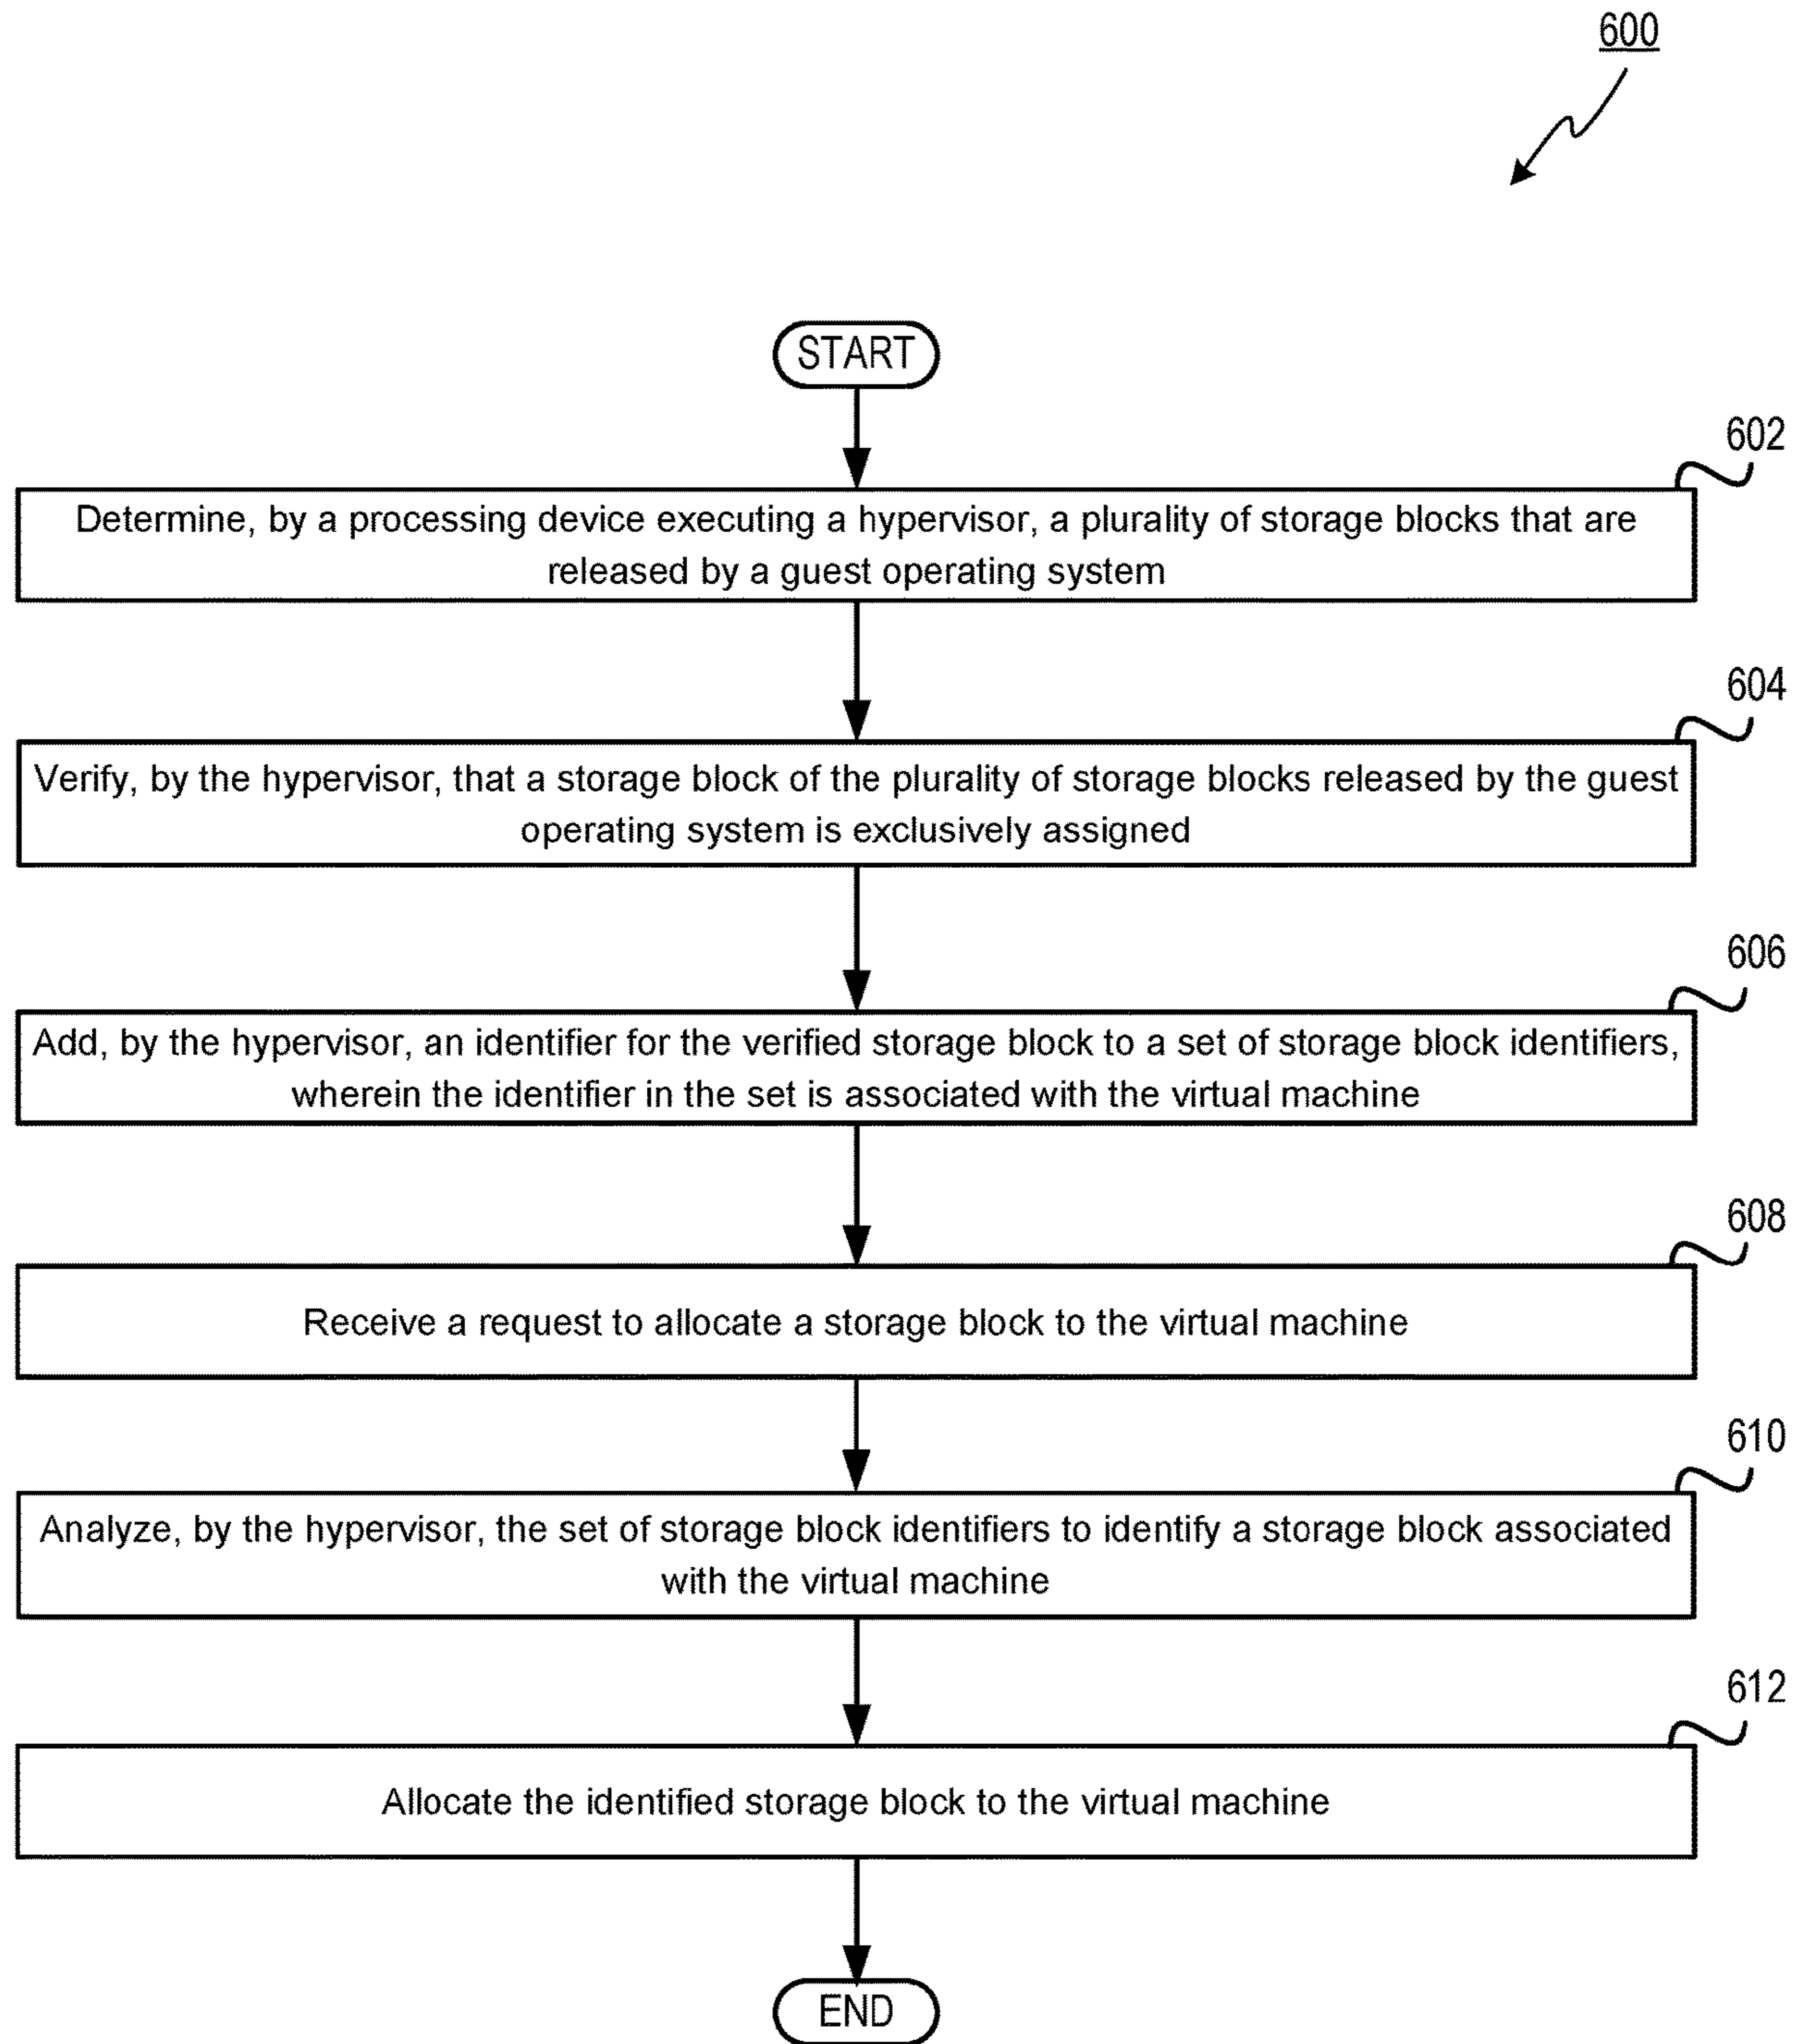 600
START
602
Determine, by a processing device executing a hypervisor, a plurality of storage blocks that are
released by a guest operating system
604
Verify, by the hypervisor, that a storage block of the plurality of storage blocks released by the guest
operating system is exclusively assigned
606
Add, by the hypervisor, an identifier for the verified storage block to a set of storage block identifiers,
wherein the identifier in the set is associated with the virtual machine
608
Receive a request to allocate a storage block to the virtual machine
610
Analyze, by the hypervisor, the set of storage block identifiers to identify a storage block associated
with the virtual machine
612
Allocate the identified storage block to the virtual machine
END